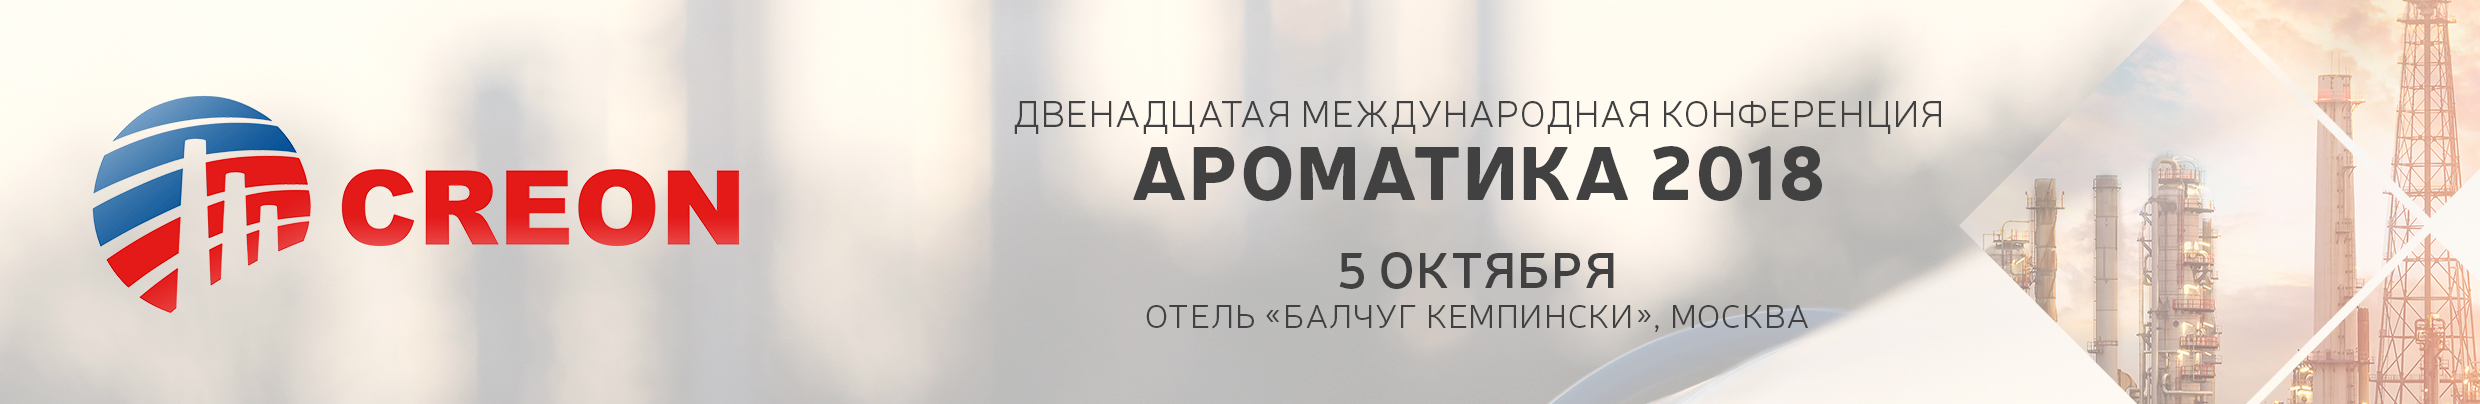 CREON
ДВЕНАДЦАТАЯ МЕЖДУНАРОДНАЯ КОНФЕРЕНЦИЯ
АРОМАТИКА 2018
5 ОКТЯБРЯ
ОТЕЛЬ «БАЛЧУГ КЕМПИНСКИ», МОСКВА